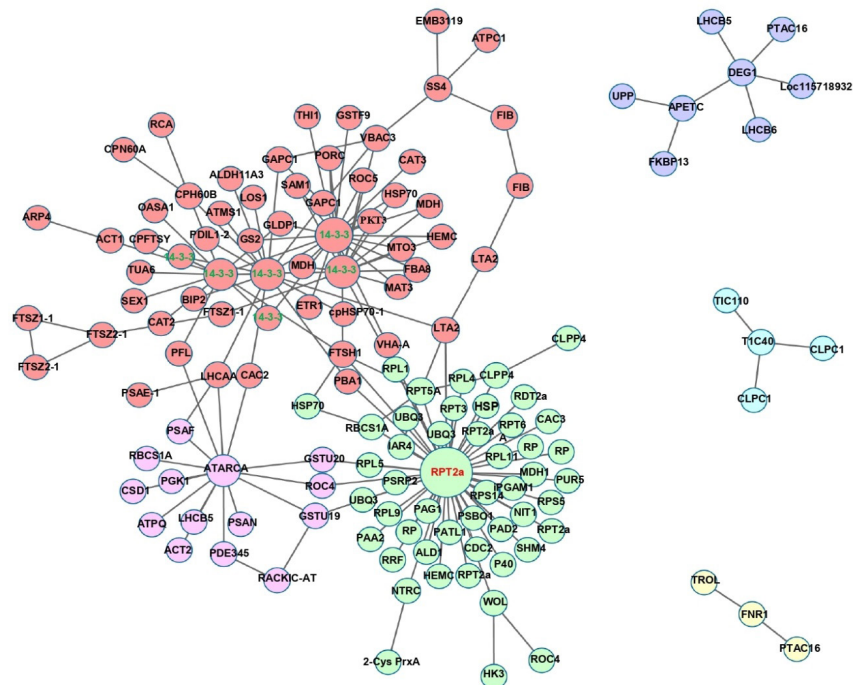 EMB3119
ATPC1
SS4
LHCB5
PTAC16
DEG1
Loc115718932
UPP
APETC
LHCB6
FKBP13
RCA
THI1
GSTF9
FIB
CPN60A
VBAC3
PORC
GAPC1
CAT3
ALDH11A3
ROC5
SAM1
FIB
CPH60B
LOS1
HSP70
GAPC1
MDH
OASA1
ATMS1
PKT3
ARP4
GLDP1
ACT1
CPFTSY
PDIL1-2
GS2
14-3-3
HEMC
MTO3
14-3-3
LTA2
MDH
TUA6
14-3-3
14-3-3
14-3-3
FBA8
MAT3
SEX1
BIP2
ETR1
cpHSP70-1
TIC110
FTSZ1-1
CAT2
FTSZ1-1
14-3-3
LTA2
FTSZ2-1
VHA-A
CLPP4
T1C40
CLPC1
PFL
FTSH1
FTSZ2-1
RPL1
LHCAA
CAC2
PBA1
RPL4
CLPP4
PSAE-1
RPT5A
RDT2a
CLPC1
HSP70
UBQ3
RPT3
HSP
CAC3
PSAF
RBCS1A
UBQ3
RPT2a
RPT6
A
IAR4
RP
RP
RBCS1A
GSTU20
RPL5
RPL11
ATARCA
RPT2a
MDH1
PUR5
CSD1
PGK1
ROC4
PSRP2
IPGAM1
UBQ3
RPS14
RPS5
GSTU19
RPL9
PAG1
PSBO1
NIT1
ATPQ
LHCB5
PSAN
PAA2
RP
PATL1
PAD2
RPT2a
ACT2
PDE345
RRF
ALD1
CDC2
SHM4
P40
RACKIC-AT
HEMC
RPT2a
NTRC
WOL
TROL
FNR1
PTAC16
2-Cys PrxA
ROC4
HK3